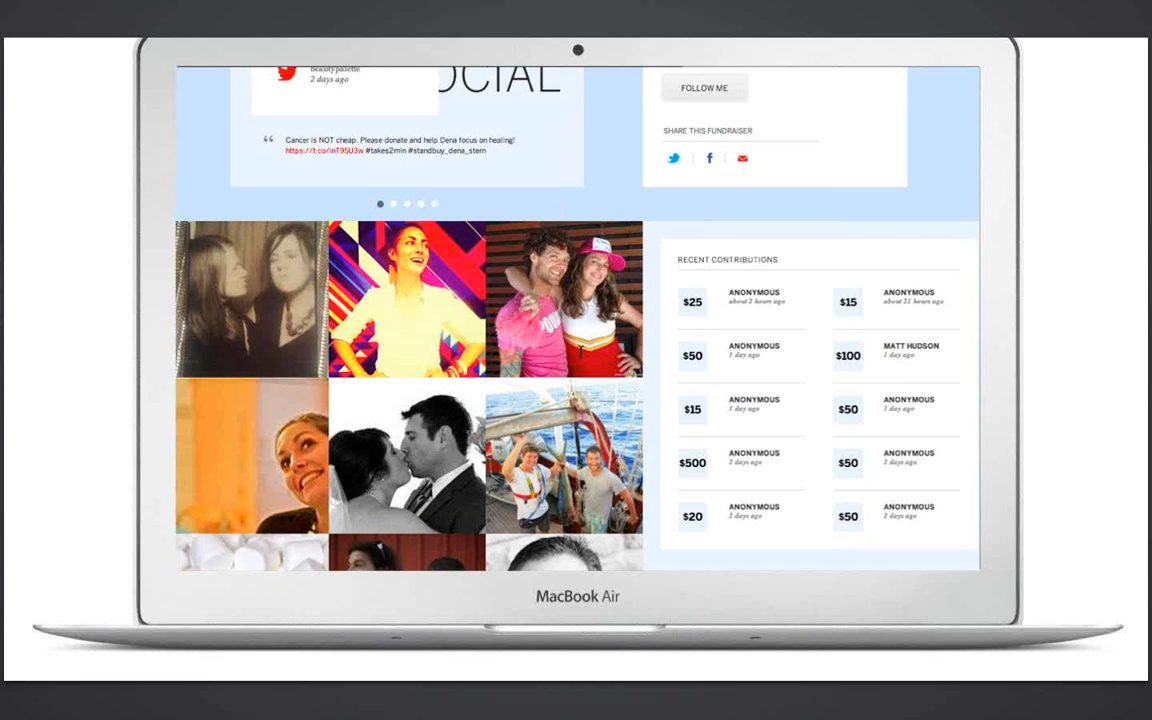 beautypalette
2 days ago
OCIAL
Cancer is NOT cheap. Please donate and help Dena focus on healing!
https://t.co/inT95U3w #takes2min #standbuy_dena_stern
FOLLOW ME
SHARE THIS FUNDRAISER
RECENT CONTRIBUTIONS
$25
ANONYMOUS
about 2 hours ago
$15
ANONYMOUS
about 21 hours ago
$50
ANONYMOUS
1 day ago
$100
MATT HUDSON
1 day ago
$15
ANONYMOUS
1 day ago
$50
ANONYMOUS
1 day ago
$500
ANONYMOUS
2 days ago
$50
ANONYMOUS
2 days ago
$20
ANONYMOUS
2 days ago
$50
ANONYMOUS
2 days ago
MacBook Air